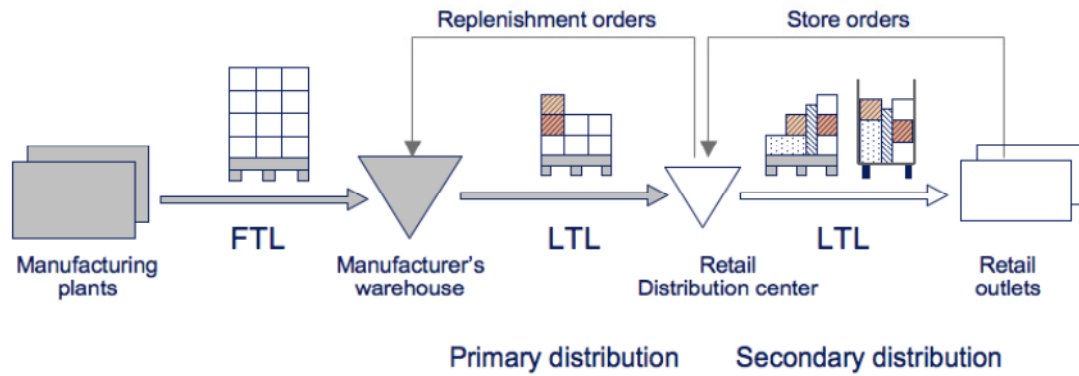 Replenishment orders
Store orders
FTL
LTL
LTL
Manufacturing
plants
Manufacturer's
warehouse
Retail
Distribution center
Retail
outlets
Primary distribution
Secondary distribution